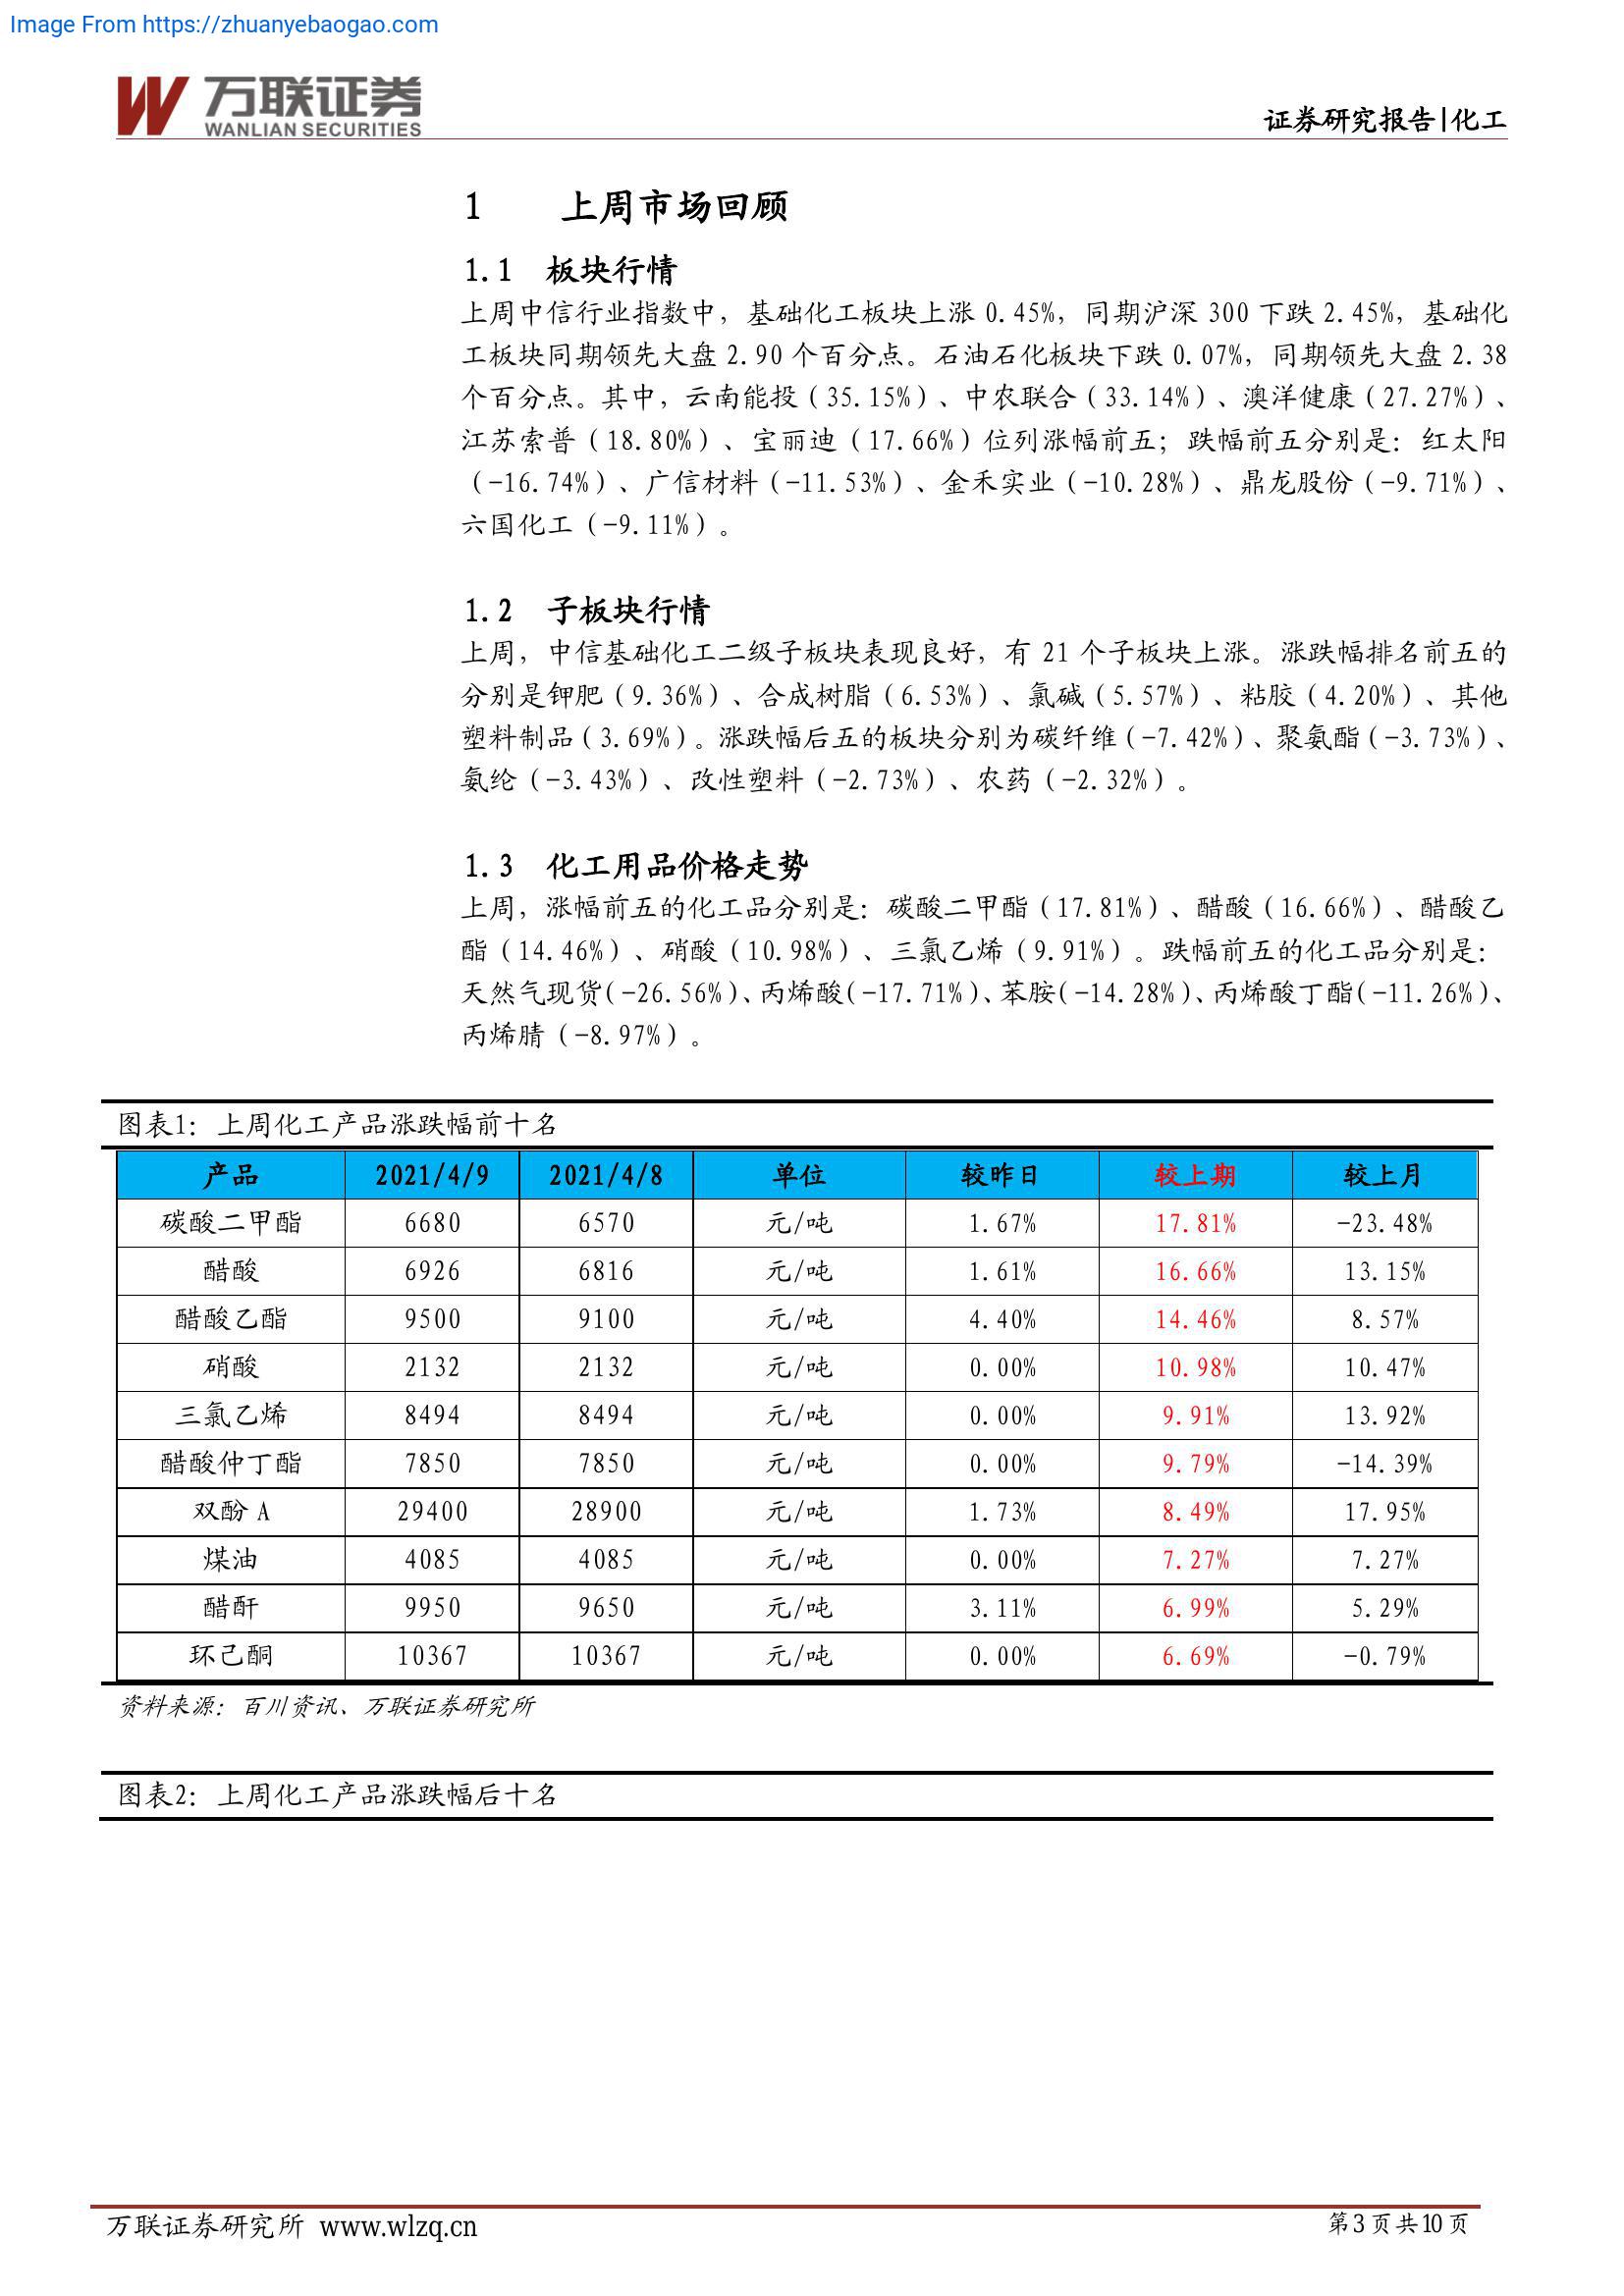 Image From https://zhuanyebaogao.com
万联证券
WANLIAN SECURITIES
证券研究报告|化工
1 上周市场回顾
1.1 板块行情
上周中信行业指数中，基础化工板块上涨 0.45%，同期沪深 300 下跌 2.45%，基础化
工板块同期领先大盘 2.90 个百分点。石油石化板块下跌 0.07%，同期领先大盘 2.38
个百分点。其中，云南能投（35.15%）、中农联合（33.14%）、澳洋健康（27.27%）、
江苏索普（18.80%）、宝丽迪（17.66%）位列涨幅前五；跌幅前五分别是：红太阳
（-16.74%）、广信材料（-11.53%）、金禾实业（-10.28%）、鼎龙股份（-9.71%）、
六国化工（-9.11%）。
1.2 子板块行情
上周，中信基础化工二级子板块表现良好，有 21 个子板块上涨。涨跌幅排名前五的
分别是钾肥（9.36%）、合成树脂（6.53%）、氯碱（5.57%）、粘胶（4.20%）、其他
塑料制品（3.69%）。涨跌幅后五的板块分别为碳纤维（-7.42%）、聚氨酯（-3.73%）、
氨纶（-3.43%）、改性塑料（-2.73%）、农药（-2.32%）。
1.3 化工用品价格走势
上周，涨幅前五的化工品分别是：碳酸二甲酯（17.81%）、醋酸（16.66%）、醋酸乙
酯（14.46%）、硝酸（10.98%）、三氯乙烯（9.91%）。跌幅前五的化工品分别是：
天然气现货（-26.56%）、丙烯酸（-17.71%）、苯胺（-14.28%）、丙烯酸丁酯（-11.26%）、
丙烯腈（-8.97%）。
图表1：上周化工产品涨跌幅前十名
产品 2021/4/9 2021/4/8 单位 较昨日 较上期 较上月
碳酸二甲酯 6680 6570 元/吨 1.67% 17.81% -23.48%
醋酸 6926 6816 元/吨 1.61% 16.66% 13.15%
醋酸乙酯 9500 9100 元/吨 4.40% 14.46% 8.57%
硝酸 2132 2132 元/吨 0.00% 10.98% 10.47%
三氯乙烯 8494 8494 元/吨 0.00% 9.91% 13.92%
醋酸仲丁酯 7850 7850 元/吨 0.00% 9.79% -14.39%
双酚 A 29400 28900 元/吨 1.73% 8.49% 17.95%
煤油 4085 4085 元/吨 0.00% 7.27% 7.27%
醋酐 9950 9650 元/吨 3.11% 6.99% 5.29%
环己酮 10367 10367 元/吨 0.00% 6.69% -0.79%
资料来源：百川资讯、万联证券研究所
图表2：上周化工产品涨跌幅后十名
万联证券研究所 www.wlzq.cn
第3页共10页